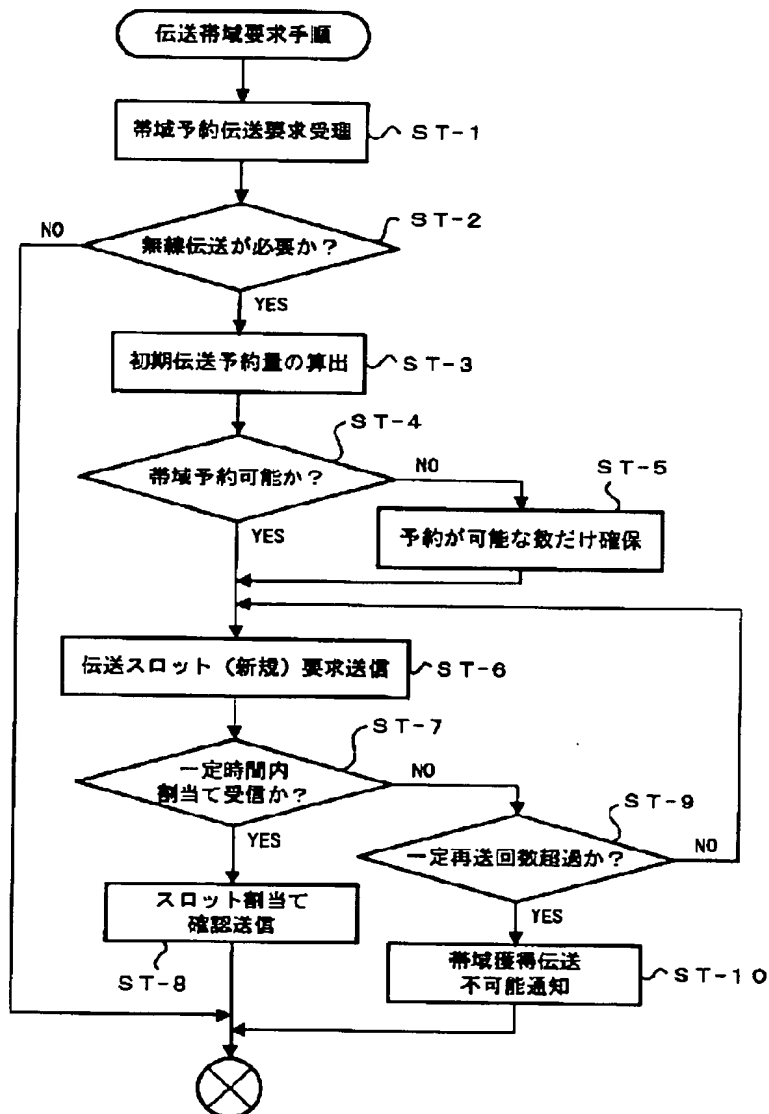 伝送帯域要求手順
帯域予約伝送要求受理
ST-1
ST-2
NO
無線伝送が必要か？
YES
初期伝送予約量の算出
ST-3
ST-4
帯域予約可能か？
NO
ST-5
YES
予約が可能な数だけ確保
伝送スロット（新規）要求送信
ST-6
ST-7
一定時間内
割当て受信か？
NO
ST-9
YES
一定再送回数超過か？
NO
スロット割当て
確認送信
YES
ST-8
帯域獲得伝送
不可能通知
ST-10